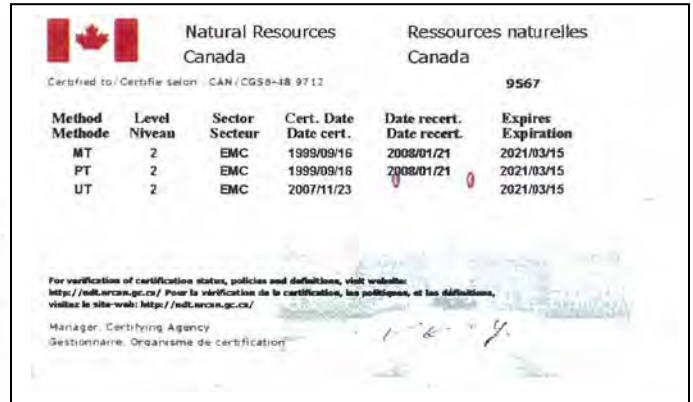 Natural Resources Ressources naturelles
Canada Canada
Certified to/Certifie selon CAN/CGSB-48 9712 9567
Method Level Sector Cert. Date Date recert. Expires
Methode Niveau Secteur Date cert. Date recert. Expiration
MT 2 EMC 1999/09/16 2008/01/21 2021/03/15
PT 2 EMC 1999/09/16 2008/01/21 2021/03/15
UT 2 EMC 2007/11/23 2021/03/15
For verification of certification status, policies and definitions, visit website:
http://ndt.nrcan.gc.ca/ Pour la vérification de la certification, les politiques, et les définitions,
visitez le site-web: http://ndt.nrcan.gc.ca/
Manager, Certifying Agency
Gestionnaire, Organisme de certification